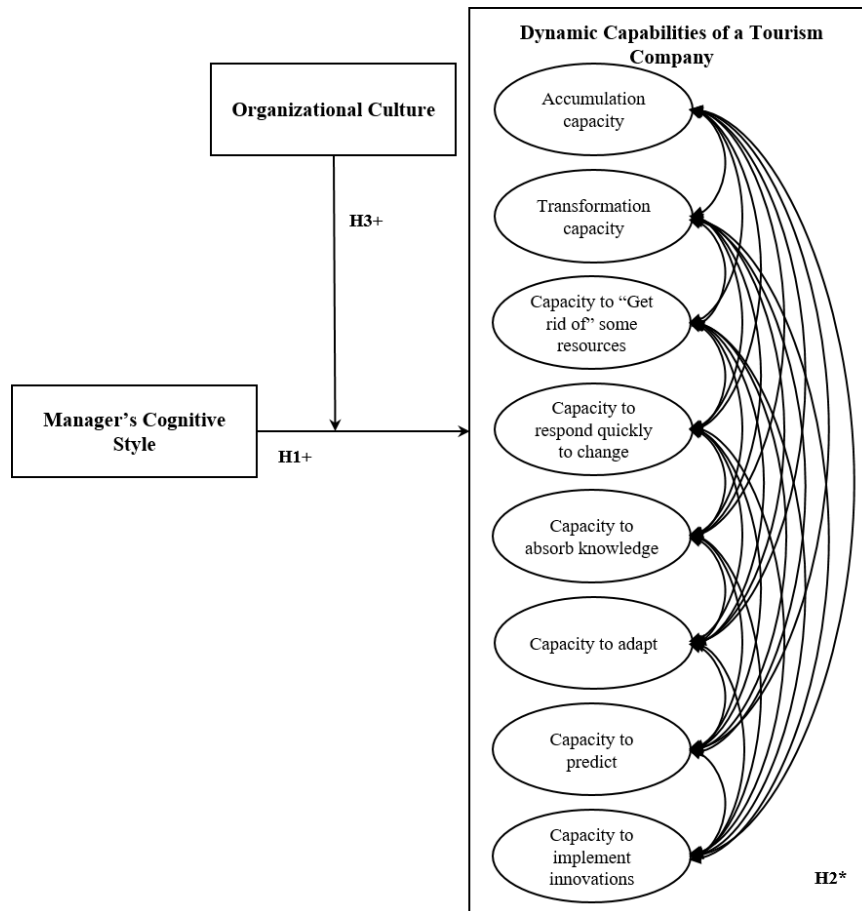 Dynamic Capabilities of a Tourism
Company
Organizational Culture
H3+
Manager’s Cognitive
Style
H1+
Accumulation
capacity
Transformation
capacity
Capacity to “Get
rid of” some
resources
Capacity to
respond quickly
to change
Capacity to
absorb knowledge
Capacity to adapt
Capacity to
predict
Capacity to
implement
innovations
H2*